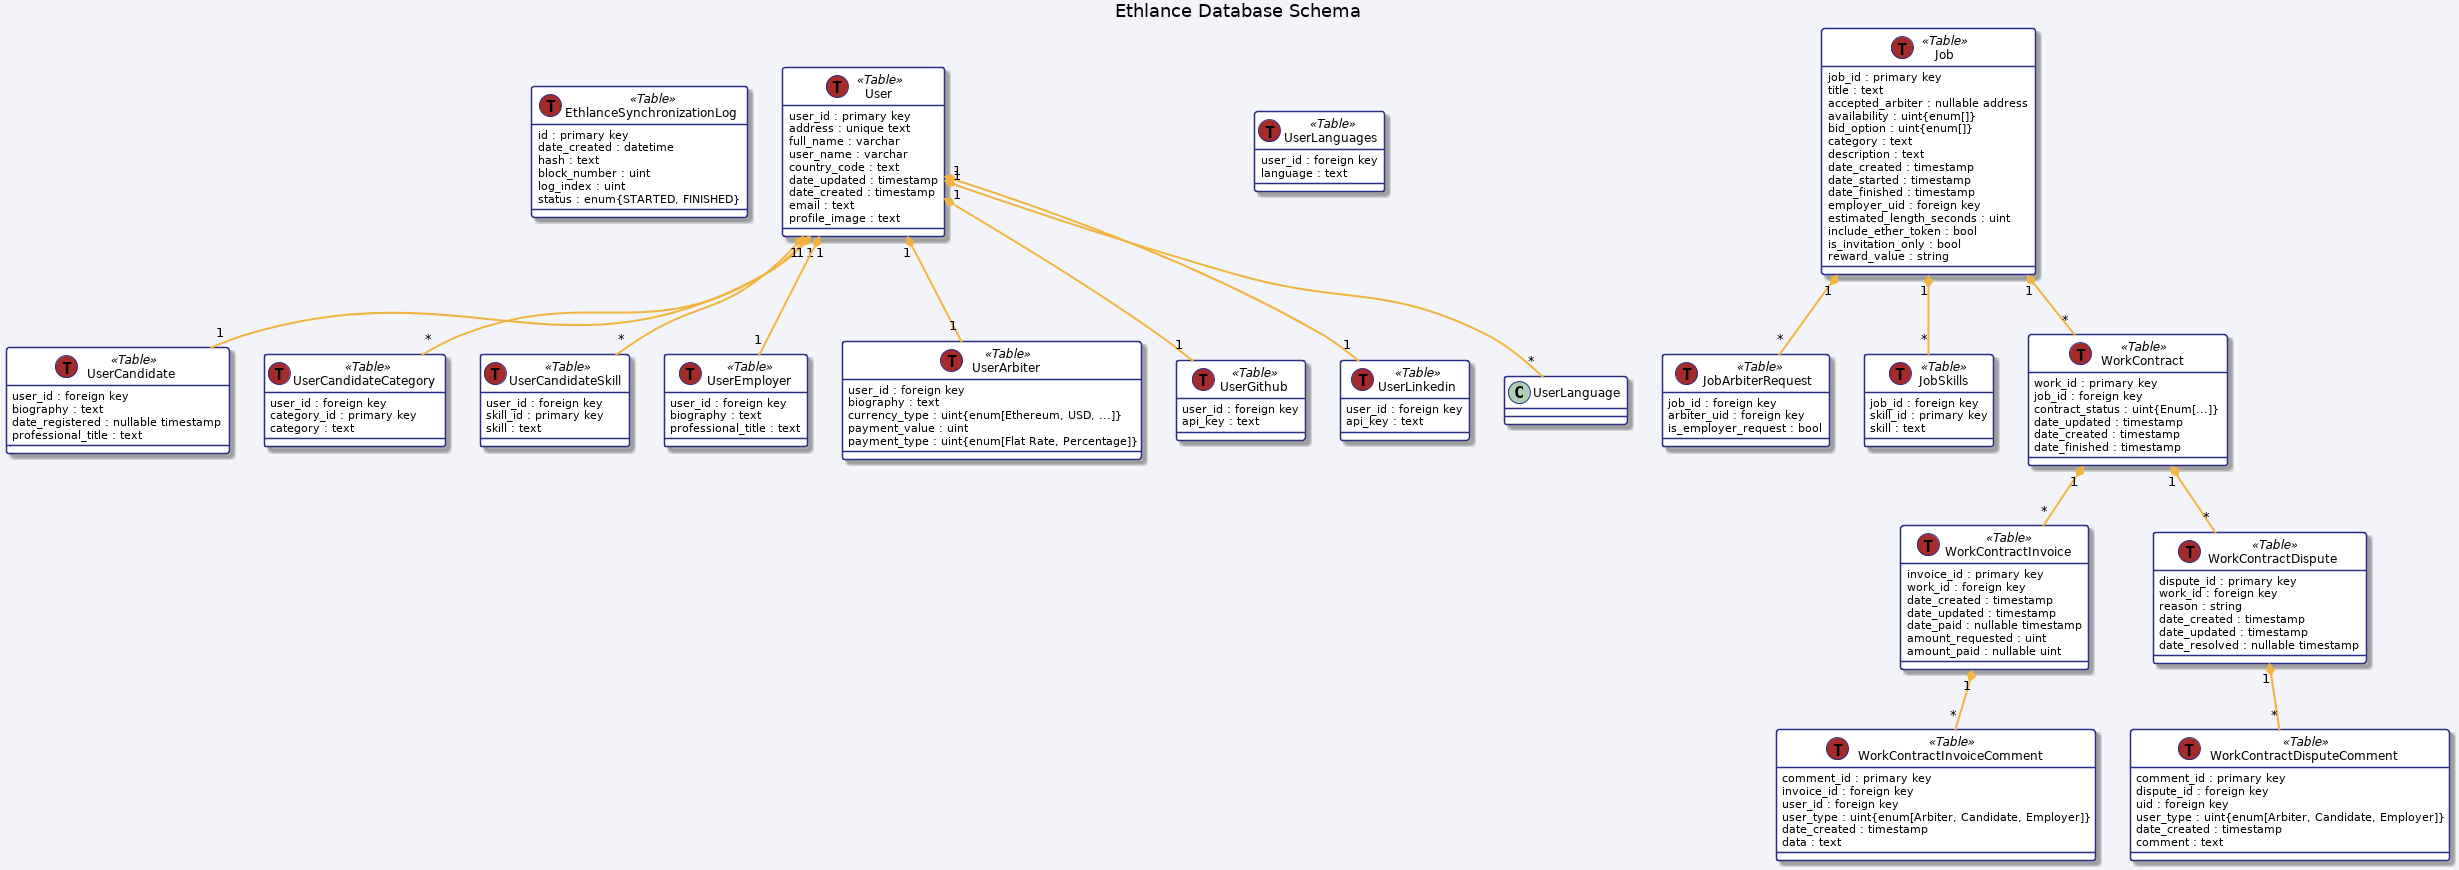 Ethlance Database Schema
T
«Table»
EthlanceSynchronizationLog
id : primary key
date_created : datetime
hash : text
block_number : uint
log_index : uint
status : enum{STARTED, FINISHED}
T
«Table»
User
user_id : primary key
address : unique text
full_name : varchar
user_name : varchar
country_code : text
date_updated : timestamp
date_created : timestamp
email : text
profile_image : text
T
«Table»
UserLanguages
user_id : foreign key
language : text
T
«Table»
Job
job_id : primary key
title : text
accepted_arbiter : nullable address
availability : uint{enum[]}
bid_option : uint{enum[]}
category : text
description : text
date_created : timestamp
date_started : timestamp
date_finished : timestamp
employer_uid : foreign key
estimated_length_seconds : uint
include_ether_token : bool
is_invitation_only : bool
reward_value : string
1
1
1
1
1
1
1
1
1
1
1
1
*
*
1
1
1
1
*
*
*
*
T
«Table»
UserCandidate
user_id : foreign key
biography : text
date_registered : nullable timestamp
professional_title : text
T
«Table»
UserCandidateCategory
user_id : foreign key
category_id : primary key
category : text
T
«Table»
UserCandidateSkill
user_id : foreign key
skill_id : primary key
skill : text
T
«Table»
UserEmployer
user_id : foreign key
biography : text
professional_title : text
T
«Table»
UserArbiter
user_id : foreign key
biography : text
currency_type : uint{enum[Ethereum, USD, ...]}
payment_value : uint
payment_type : uint{enum[Flat Rate, Percentage]}
T
«Table»
UserGithub
user_id : foreign key
api_key : text
T
«Table»
UserLinkedin
user_id : foreign key
api_key : text
C
UserLanguage
T
«Table»
JobArbiterRequest
job_id : foreign key
arbiter_uid : foreign key
is_employer_request : bool
T
«Table»
JobSkills
job_id : foreign key
skill_id : primary key
skill : text
T
«Table»
WorkContract
work_id : primary key
job_id : foreign key
contract_status : uint{Enum[...]}
date_updated : timestamp
date_created : timestamp
date_finished : timestamp
1
1
*
*
T
«Table»
WorkContractInvoice
invoice_id : primary key
work_id : foreign key
date_created : timestamp
date_updated : timestamp
date_paid : nullable timestamp
amount_requested : uint
amount_paid : nullable uint
T
«Table»
WorkContractDispute
dispute_id : primary key
work_id : foreign key
reason : string
date_created : timestamp
date_updated : timestamp
date_resolved : nullable timestamp
1
1
*
*
T
«Table»
WorkContractInvoiceComment
comment_id : primary key
invoice_id : foreign key
user_id : foreign key
user_type : uint{enum[Arbiter, Candidate, Employer]}
date_created : timestamp
data : text
T
«Table»
WorkContractDisputeComment
comment_id : primary key
dispute_id : foreign key
uid : foreign key
user_type : uint{enum[Arbiter, Candidate, Employer]}
date_created : timestamp
comment : text